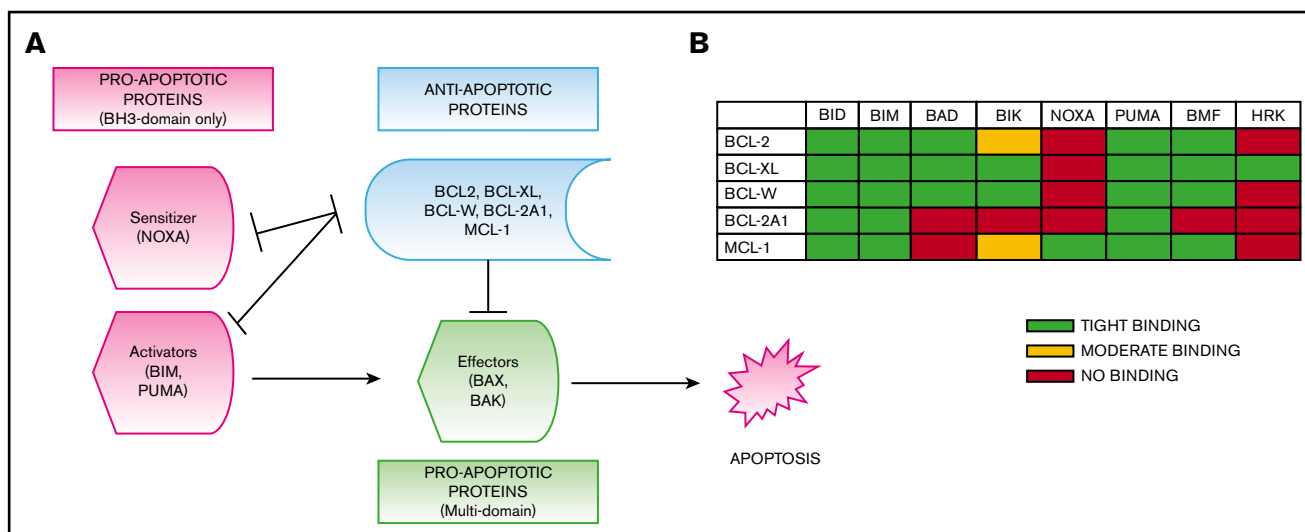 A
PRO-APOPTOTIC
PROTEINS
(BH3-domain only)
ANTI-APOPTOTIC
PROTEINS
Sensitizer
(NOXA)
BCL2, BCL-XL,
BCL-W, BCL-2A1,
MCL-1
Activators
(BIM,
PUMA)
Effectors
(BAX,
BAK)
APOPTOSIS
PRO-APOPTOTIC
PROTEINS
(Multi-domain)
B
BID BIM BAD BIK NOXA PUMA BMF HRK
BCL-2
BCL-XL
BCL-W
BCL-2A1
MCL-1
TIGHT BINDING
MODERATE BINDING
NO BINDING